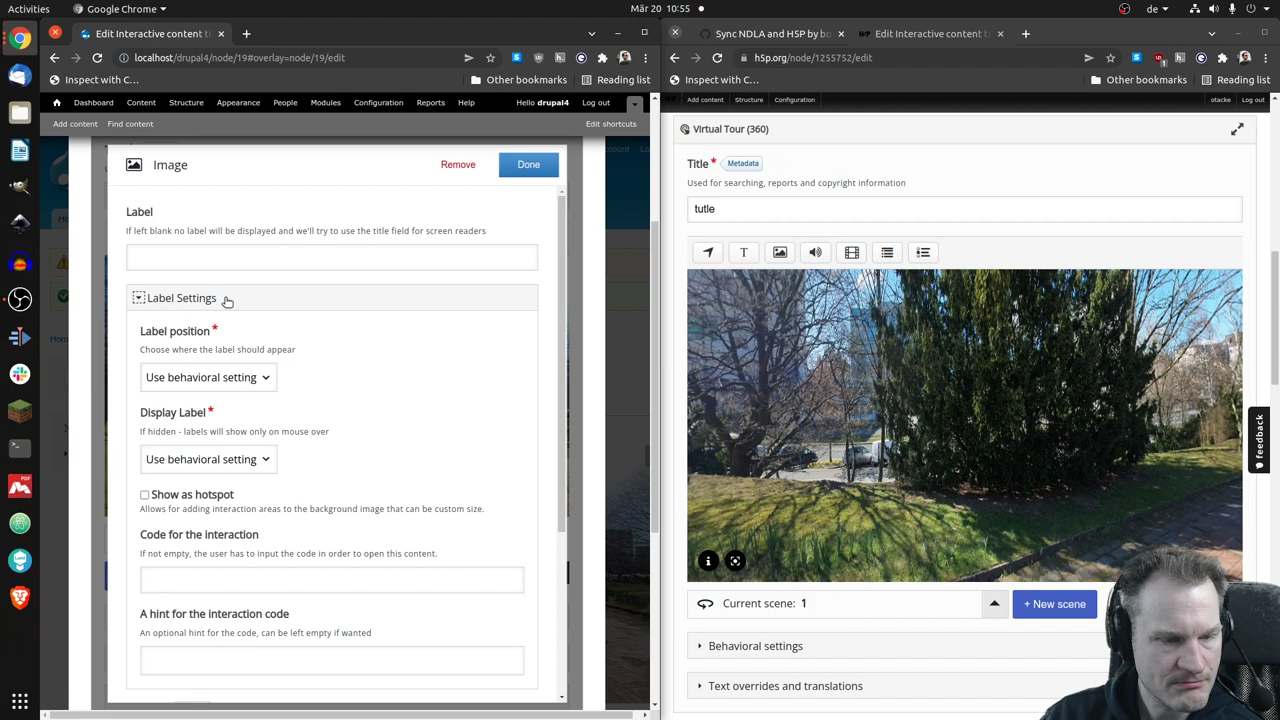 Activities
Google Chrome
Mär 20 10:55
de
Edit Interactive content t
Sync NDLA and H5P by bo
Edit Interactive content t
localhost/drupal4/node/19#overlay=node/19/edit
h5p.org/node/1255752/edit
Inspect with C…
Other bookmarks
Reading list
Inspect with C…
Other bookmarks
Reading list
Dashboard
Content
Structure
Appearance
People
Modules
Configuration
Reports
Help
Hello drupal4
Log out
Add content
Structure
Configuration
otacke
Log out
Add content
Find content
Edit shortcuts
Image
Remove
Done
Label
If left blank no label will be displayed and we'll try to use the title field for screen readers
Label Settings
Label position *
Choose where the label should appear
Use behavioral setting
Display Label *
If hidden - labels will show only on mouse over
Use behavioral setting
Show as hotspot
Allows for adding interaction areas to the background image that can be custom size.
Code for the interaction
If not empty, the user has to input the code in order to open this content.
A hint for the interaction code
An optional hint for the code, can be left empty if wanted
Virtual Tour (360)
Title *
Metadata
Used for searching, reports and copyright information
tutle
T
feedback
Current scene: 1
+ New scene
Behavioral settings
Text overrides and translations